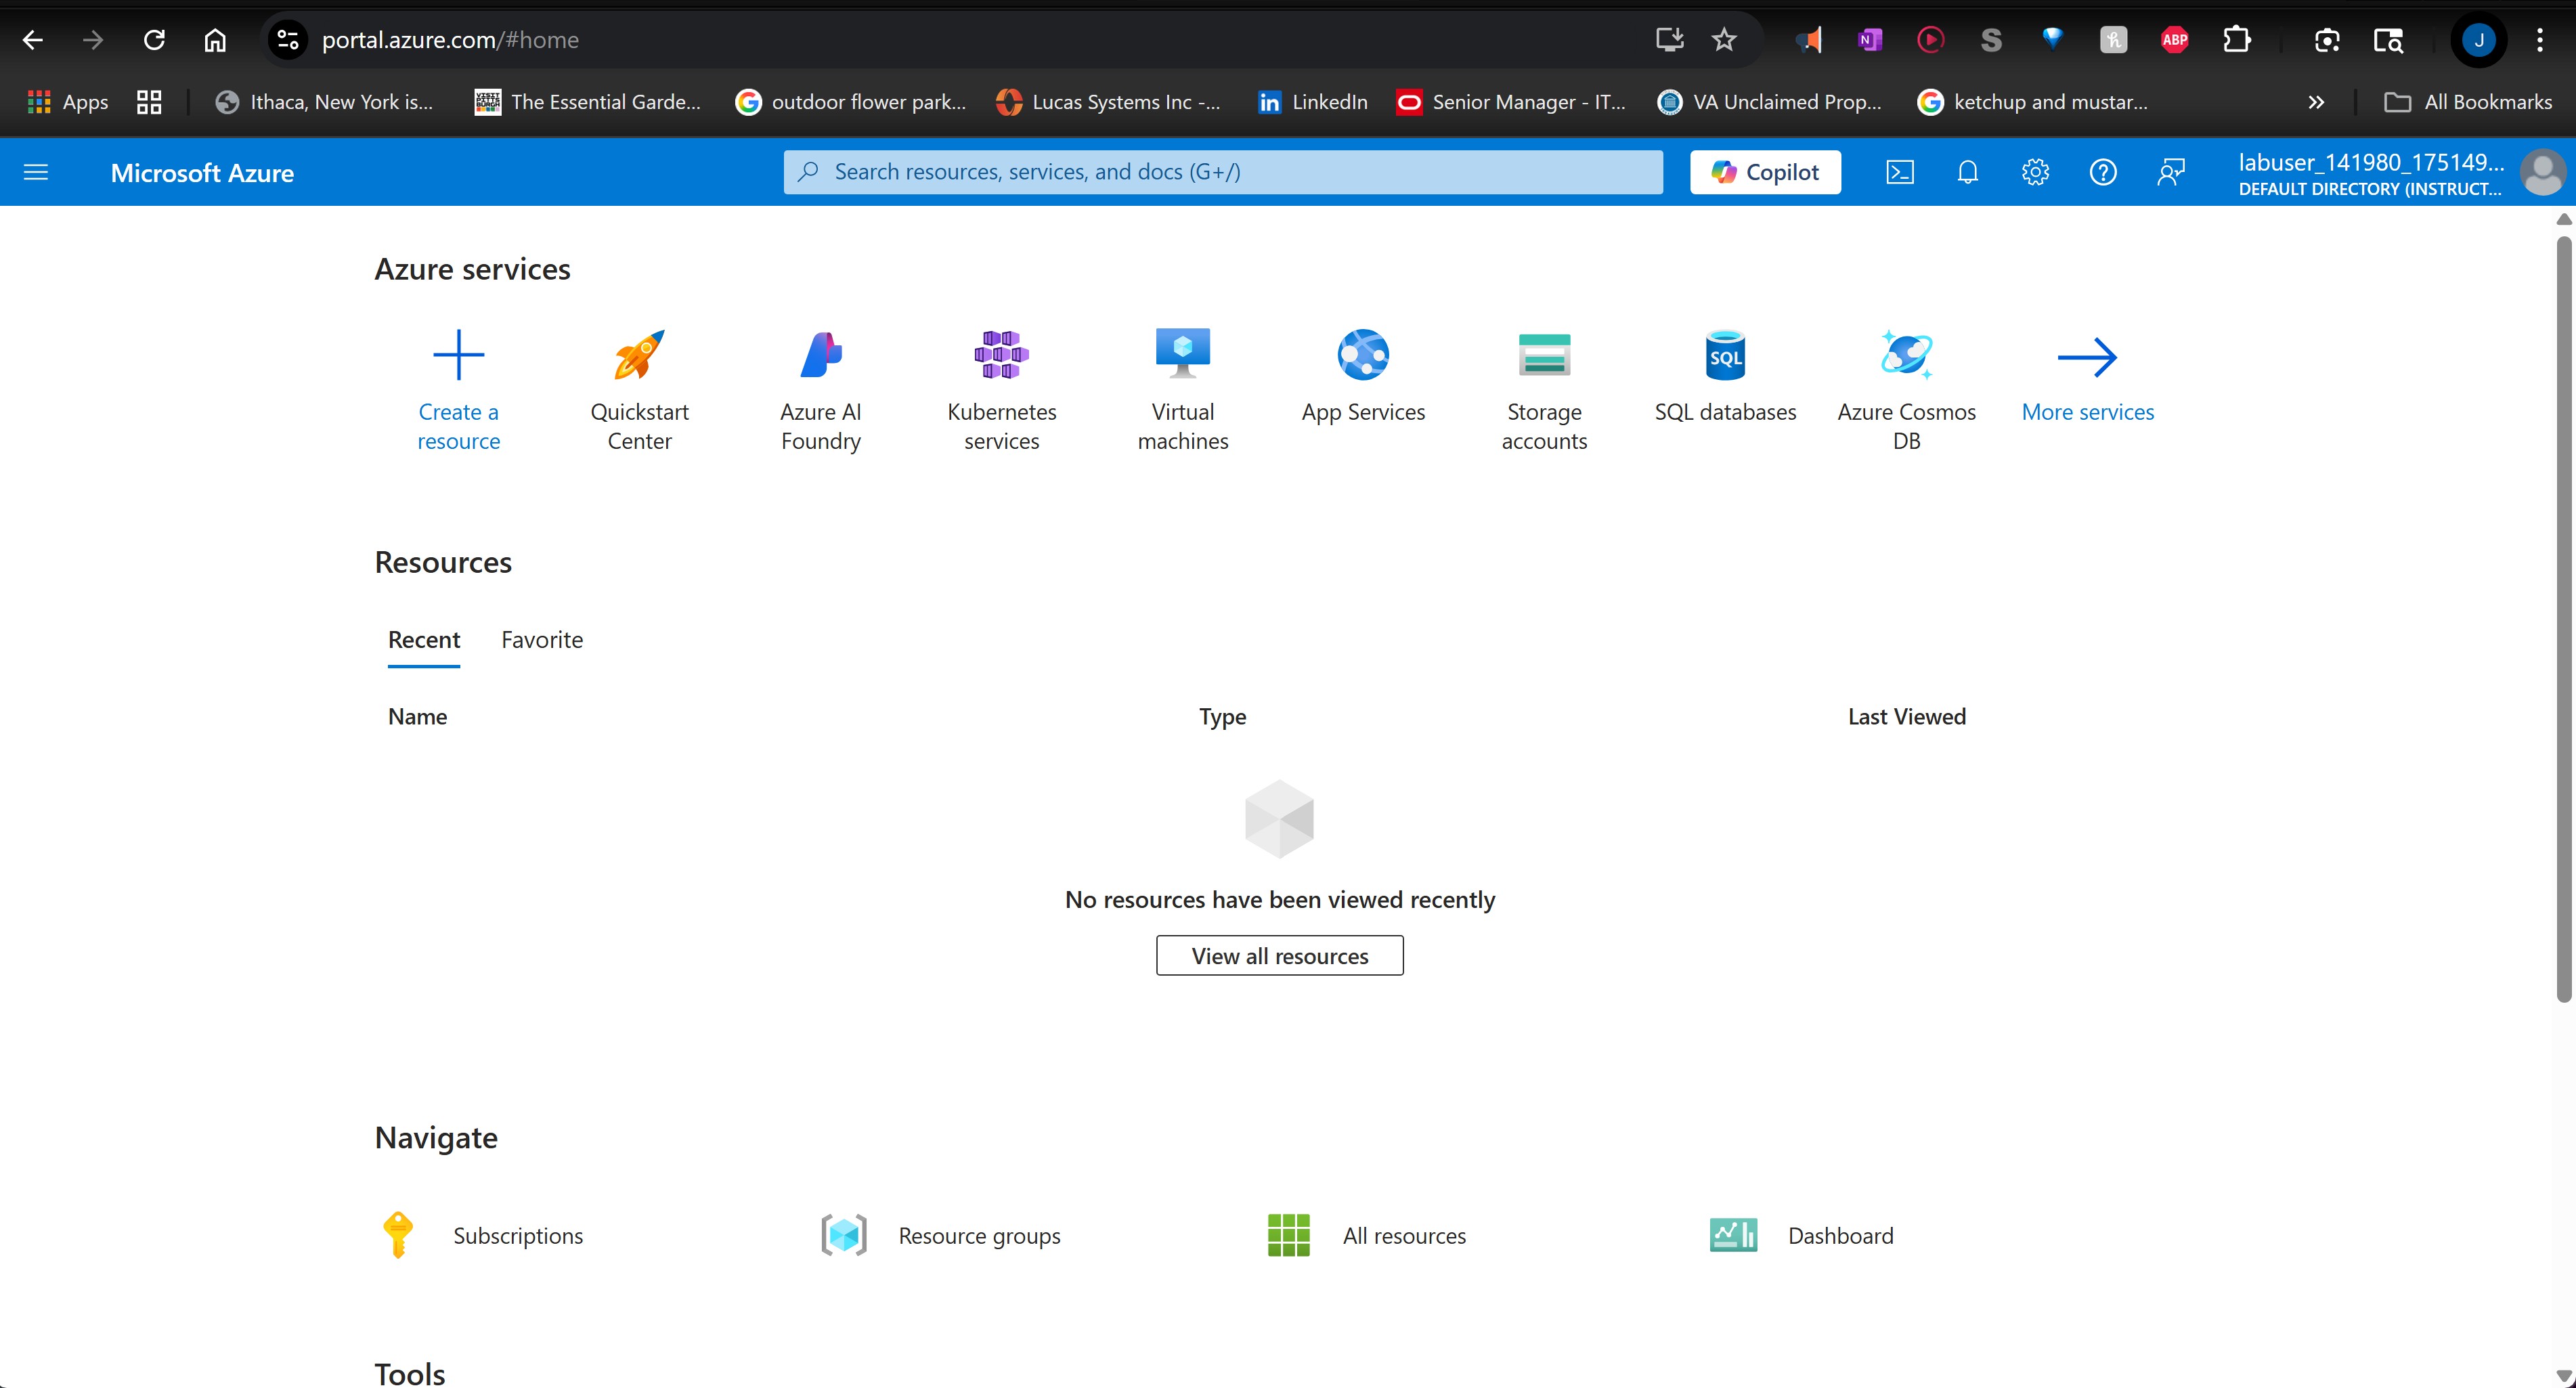 portal.azure.com/#home
ABP
J
Apps
Ithaca, New York is...
The Essential Garde...
outdoor flower park...
Lucas Systems Inc -...
LinkedIn
Senior Manager - IT...
VA Unclaimed Prop...
ketchup and mustar...
All Bookmarks
Microsoft Azure
Search resources, services, and docs (G+/)
Copilot
labuser_141980_175149...
DEFAULT DIRECTORY (INSTRUCT...
Azure services
Create a
resource
Quickstart
Center
Azure AI
Foundry
Kubernetes
services
Virtual
machines
App Services
Storage
accounts
SQL
SQL databases
Azure Cosmos
DB
More services
Resources
Recent
Favorite
Name
Type
Last Viewed
No resources have been viewed recently
View all resources
Navigate
Subscriptions
Resource groups
All resources
Dashboard
Tools